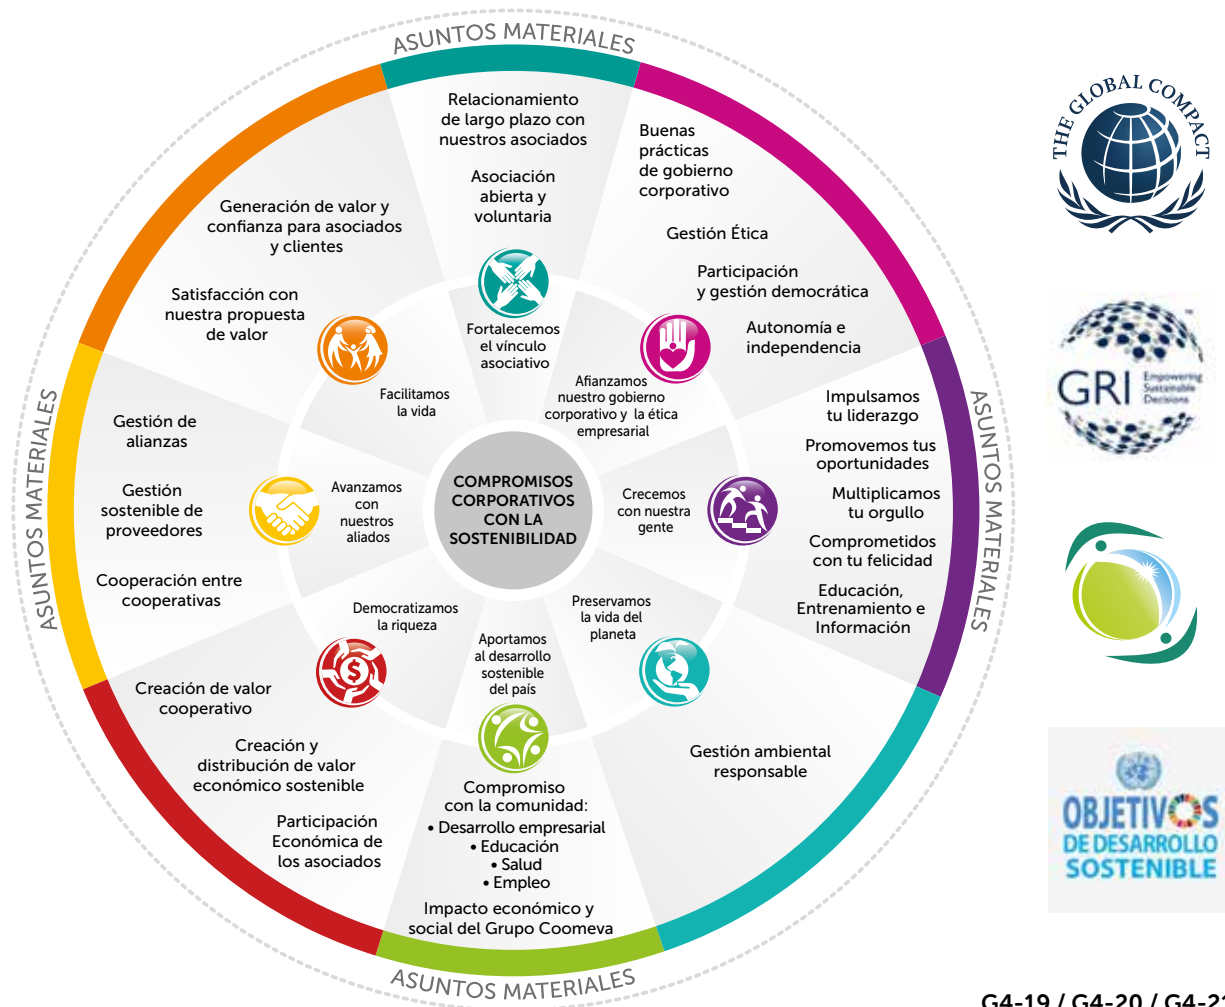 ASUNTOS MATERIALES
Relacionamiento
de largo plazo con
nuestros asociados
Asociación
abierta y
voluntaria
Fortalecemos
el vínculo
asociativo
Buenas
prácticas
de gobierno
corporativo
Gestión Ética
Participación
y gestión democrática
Autonomía e
independencia
Afianzamos
nuestro gobierno
corporativo y la ética
empresarial
ASUNTOS MATERIALES
Impulsamos
tu liderazgo
Promovemos tus
oportunidades
Multiplicamos
tu orgullo
Comprometidos
con tu felicidad
Educación,
Entrenamiento e
Información
Crecemos
con nuestra
gente
Preservamos
la vida del
planeta
Gestión ambiental
responsable
Aportamos
al desarrollo
sostenible
del país
Compromiso
con la comunidad:
• Desarrollo empresarial
• Educación
• Salud
• Empleo
Impacto económico y
social del Grupo Coomeva
ASUNTOS MATERIALES
Democratizamos
la riqueza
$
Creación de valor
cooperativo
Creación y
distribución de valor
económico sostenible
Participación
Económica de
los asociados
ASUNTOS MATERIALES
Avanzamos
con
nuestros
aliados
Gestión de
alianzas
Gestión
sostenible de
proveedores
Cooperación entre
cooperativas
Facilitamos
la vida
Generación de valor y
confianza para asociados
y clientes
Satisfacción con
nuestra propuesta
de valor
COMPROMISOS
CORPORATIVOS
CON LA
SOSTENIBILIDAD
THE GLOBAL COMPACT
GRI
Empowering
Sustainable
Decisions
OBJETIVOS
DE DESARROLLO
SOSTENIBLE
G4-19 / G4-20 / G4-21